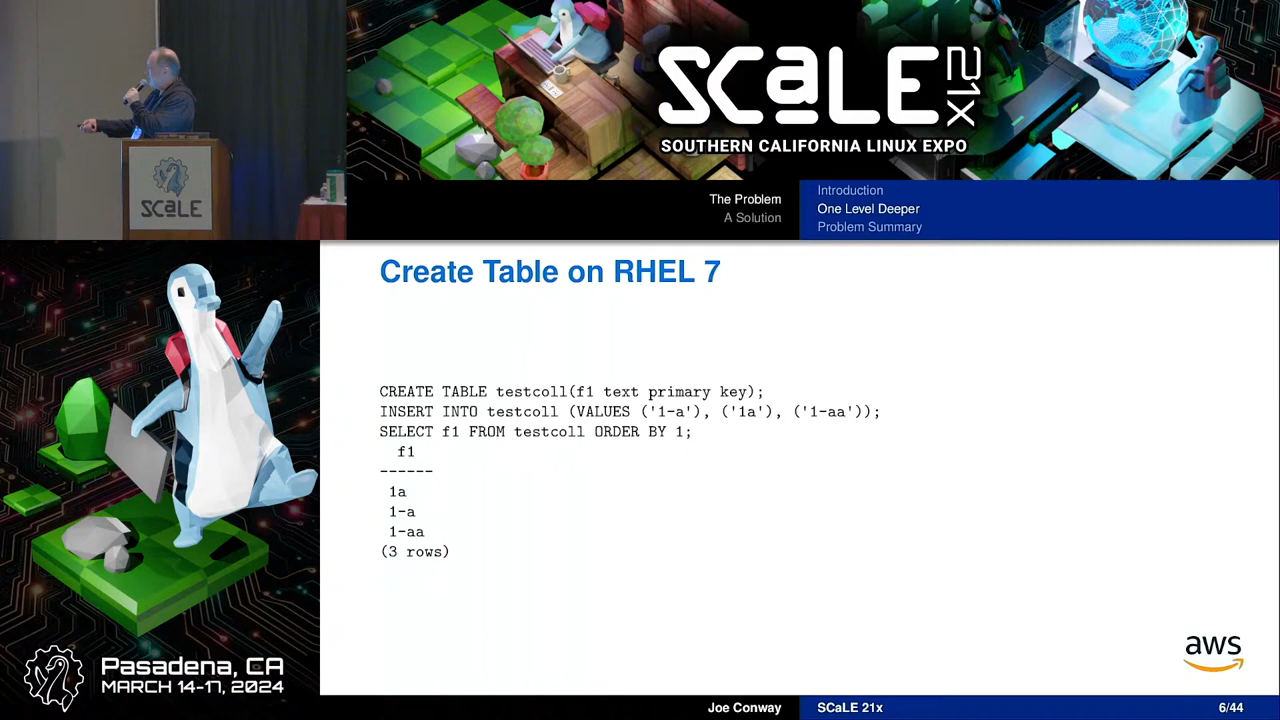 SCaLE 21x
SOUTHERN CALIFORNIA LINUX EXPO
The Problem
A Solution
Introduction
One Level Deeper
Problem Summary
SCaLE
Create Table on RHEL 7
CREATE TABLE testcoll(f1 text primary key);
INSERT INTO testcoll (VALUES ('1-a'), ('1a'), ('1-aa'));
SELECT f1 FROM testcoll ORDER BY 1;
f1
------
1a
1-a
1-aa
(3 rows)
aws
Pasadena, CA
MARCH 14-17, 2024
Joe Conway
SCaLE 21x
6/44